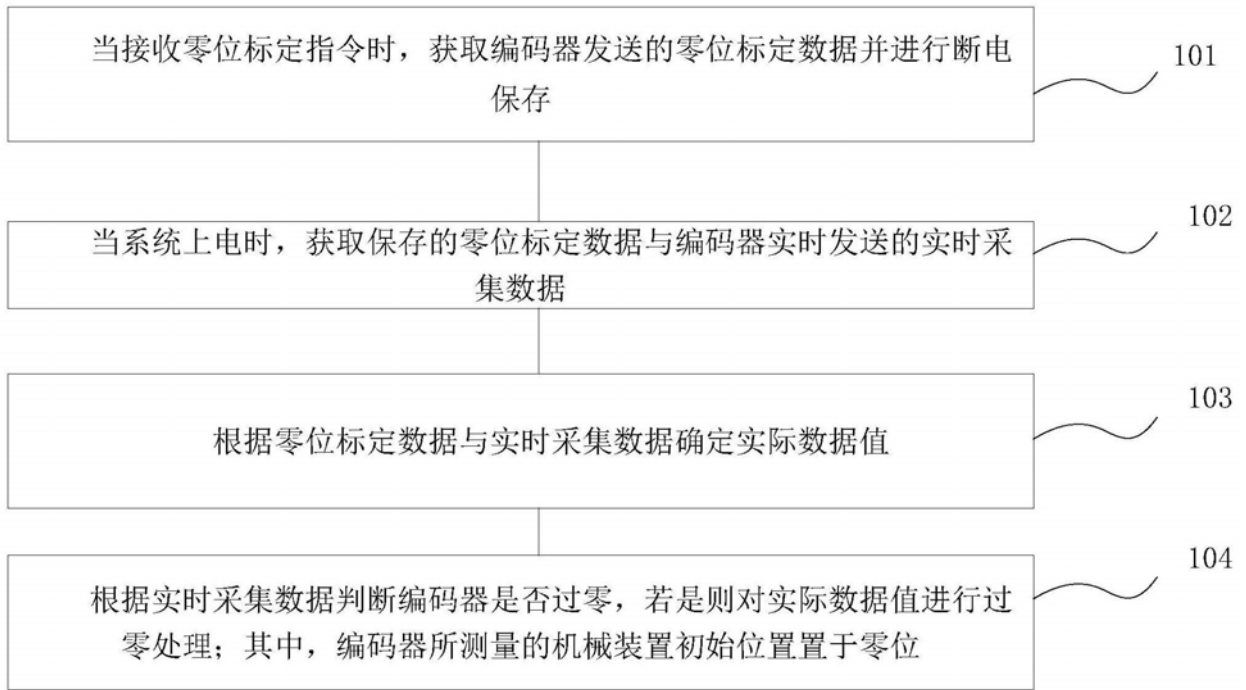 当接收零位标定指令时，获取编码器发送的零位标定数据并进行断电
保存
101
当系统上电时，获取保存的零位标定数据与编码器实时发送的实时采
集数据
102
根据零位标定数据与实时采集数据确定实际数据值
103
根据实时采集数据判断编码器是否过零，若是则对实际数据值进行过
零处理；其中，编码器所测量的机械装置初始位置置于零位
104